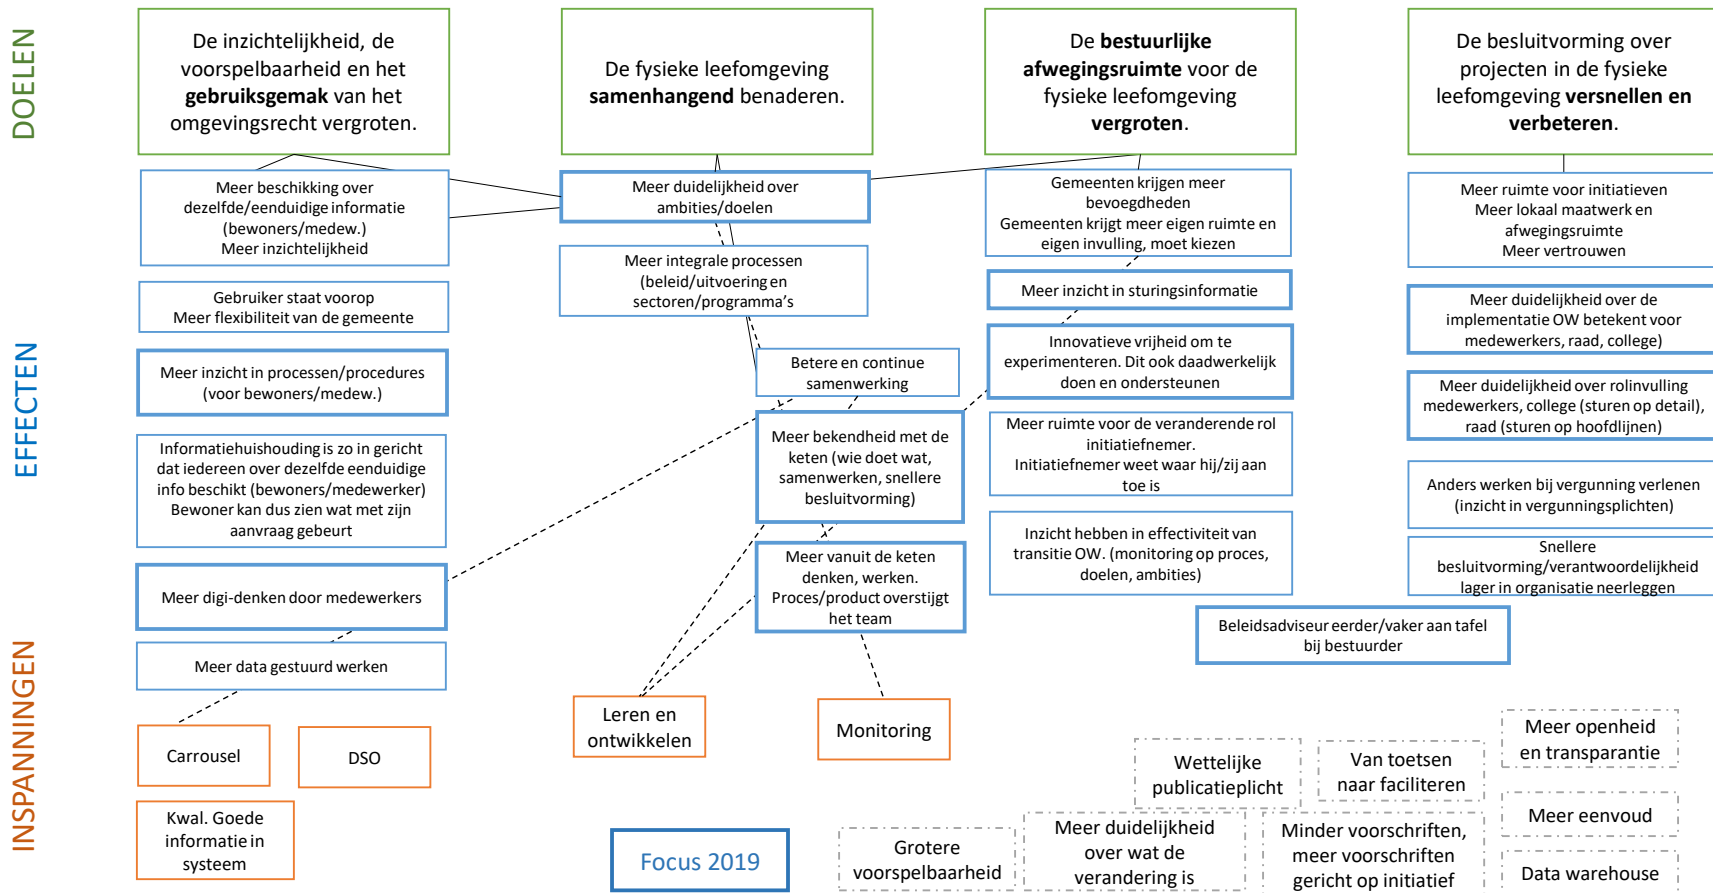 DOELEN
De inzichtelijkheid, de
voorspelbaarheid en het
gebruiksgemak van het
omgevingsrecht vergroten.
De fysieke leefomgeving
samenhangend benaderen.
De bestuurlijke
afwegingsruimte voor de
fysieke leefomgeving
vergroten.
De besluitvorming over
projecten in de fysieke
leefomgeving versnellen en
verbeteren.
EFFECTEN
Meer beschikking over
dezelfde/eenduidige informatie
(bewoners/medew.)
Meer inzichtelijkheid
Gebruiker staat voorop
Meer flexibiliteit van de gemeente
Meer inzicht in processen/procedures
(voor bewoners/medew.)
Informatiehuishouding is zo in gericht
dat iedereen over dezelfde eenduidige
info beschikt (bewoners/medewerker)
Bewoner kan dus zien wat met zijn
aanvraag gebeurt
Meer digi-denken door medewerkers
Meer data gestuurd werken
Meer duidelijkheid over
ambities/doelen
Meer integrale processen
(beleid/uitvoering en
sectoren/programma's
Betere en continue
samenwerking
Meer bekendheid met de
keten (wie doet wat,
samenwerken, snellere
besluitvorming)
Meer vanuit de keten
denken, werken.
Proces/product overstijgt
het team
Gemeenten krijgen meer
bevoegdheden
Gemeenten krijgt meer eigen ruimte en
eigen invulling, moet kiezen
Meer inzicht in sturingsinformatie
Innovatieve vrijheid om te
experimenteren. Dit ook daadwerkelijk
doen en ondersteunen
Meer ruimte voor de veranderende rol
initiatiefnemer.
Initiatiefnemer weet waar hij/zij aan
toe is
Inzicht hebben in effectiviteit van
transitie OW. (monitoring op proces,
doelen, ambities)
Meer ruimte voor initiatieven
Meer lokaal maatwerk en
afwegingsruimte
Meer vertrouwen
Meer duidelijkheid over de
implementatie OW betekent voor
medewerkers, raad, college)
Meer duidelijkheid over rolinvulling
medewerkers, college (sturen op detail),
raad (sturen op hoofdlijnen)
Anders werken bij vergunning verlenen
(inzicht in vergunningsplichten)
Snellere
besluitvorming/verantwoordelijkheid
lager in organisatie neerleggen
Beleidsadviseur eerder/vaker aan tafel
bij bestuurder
INSPANNINGEN
Carrousel
DSO
Kwal. Goede
informatie in
systeem
Leren en
ontwikkelen
Monitoring
Focus 2019
Wettelijke
publicatieplicht
Van toetsen
naar faciliteren
Meer openheid
en transparantie
Grotere
voorspelbaarheid
Meer duidelijkheid
over wat de
verandering is
Minder voorschriften,
meer voorschriften
gericht op initiatief
Meer eenvoud
Data warehouse